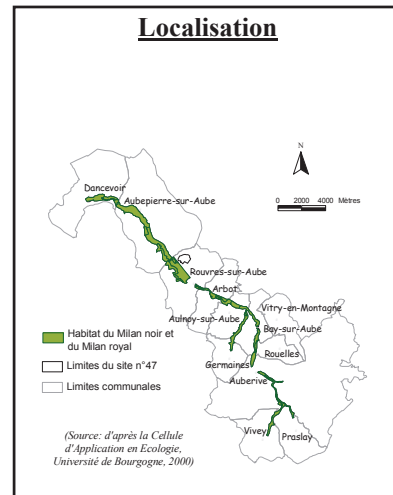 Localisation
N
0 2000 4000 Mètres
Dancevoir
Aubepierre-sur-Aube
Rouvres-sur-Aube
Arbot
Vitry-en-Montagne
Aulnoy-sur-Aube
Bay-sur-Aube
Rouelles
Germaines
Auberive
Vivey
Praslay
Habitat du Milan noir et
du Milan royal
Limites du site n°47
Limites communales
(Source: d'après la Cellule
d'Application en Ecologie,
Université de Bourgogne, 2000)